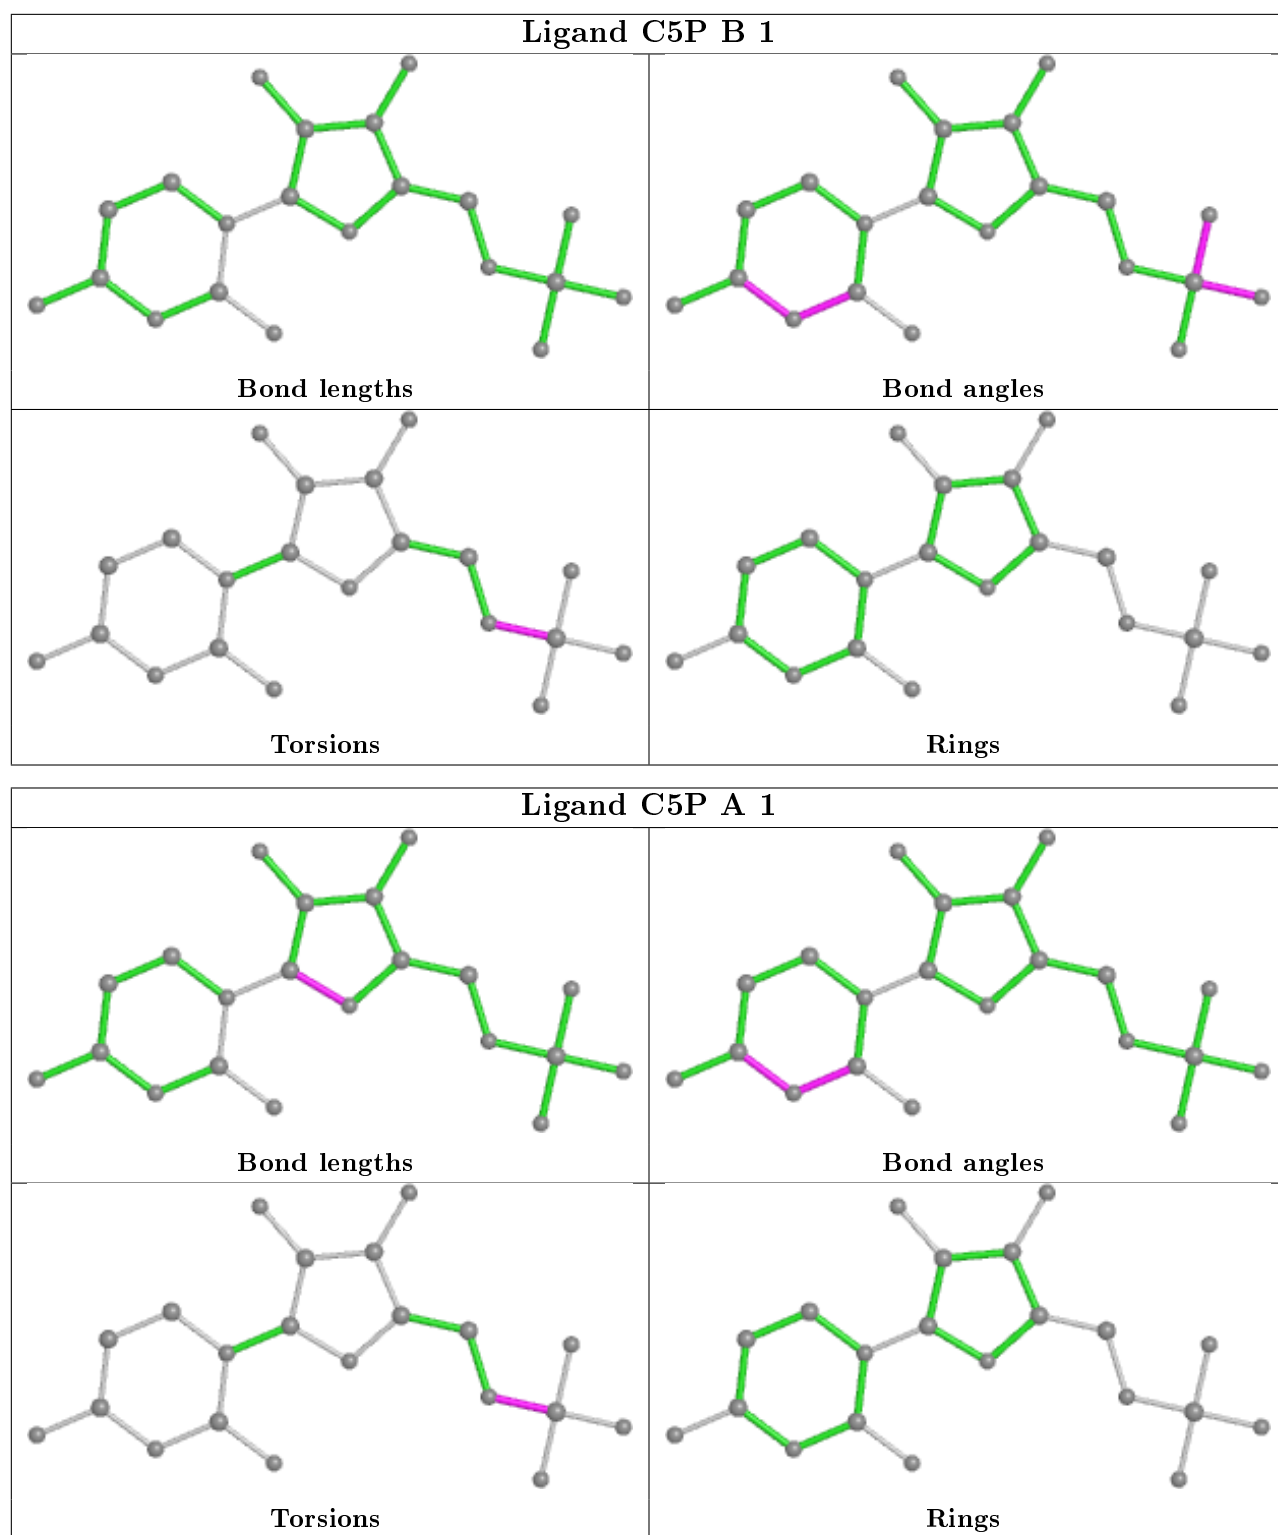 Ligand C5P B 1
Bond lengths
Bond angles
Torsions
Rings
Ligand C5P A 1
Bond lengths
Bond angles
Torsions
Rings